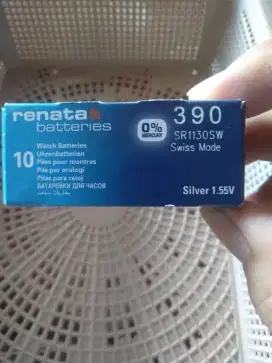 renata
batteries
0%
MERCURY
390
SR1130SW
Swiss Made
10
Watch Batteries
Uhrenbatterien
Piles pour montres
Pile per orologi
Pilas para reloj
БАТАРЕЙКИ ДЛЯ ЧАСОВ
Silver 1.55V